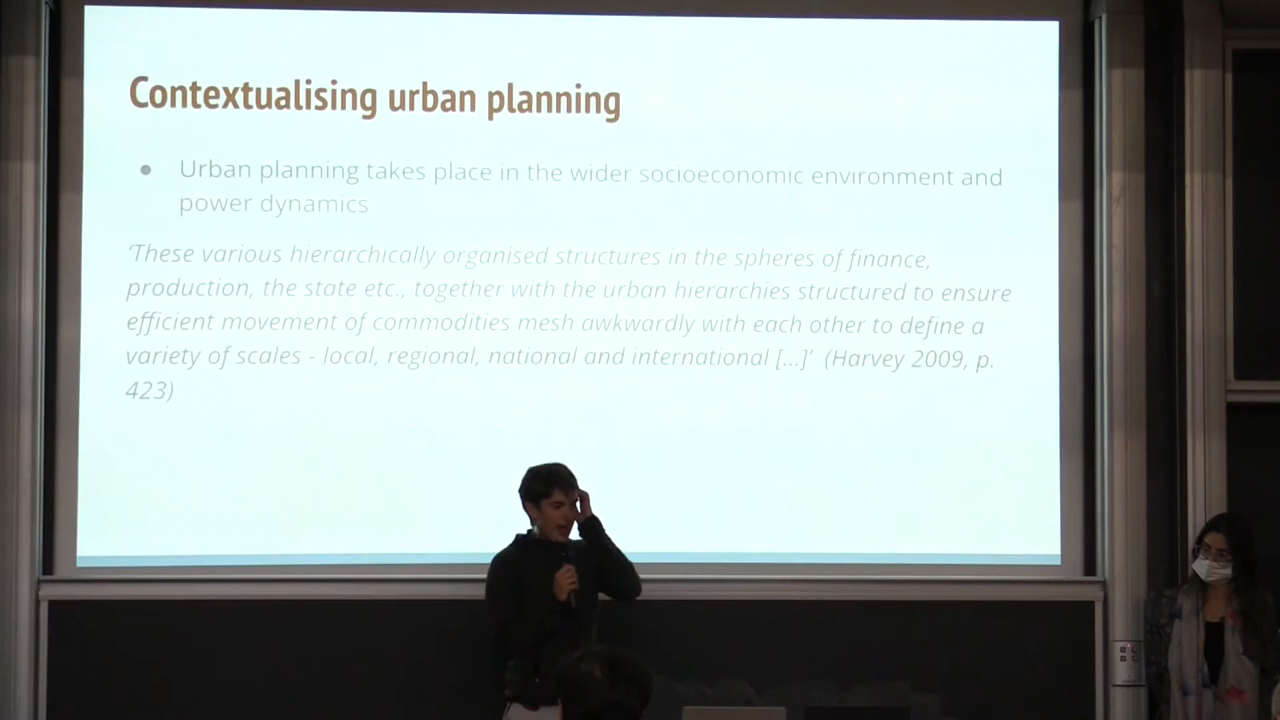 Contextualising urban planning
● Urban planning takes place in the wider socioeconomic environment and
power dynamics
'These various hierarchically organised structures in the spheres of finance,
production, the state etc., together with the urban hierarchies structured to ensure
efficient movement of commodities mesh awkwardly with each other to define a
variety of scales - local, regional, national and international [...]' (Harvey 2009, p.
423)